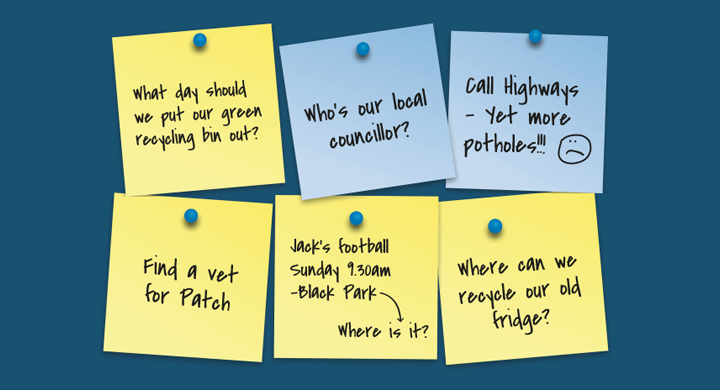 What day should
we put our green
recycling bin out?
Who's our local
councillor?
Call Highways
- Yet more
potholes!!!
Find a vet
for Patch
Jack's football
Sunday 9.30am
-Black Park
Where is it?
Where can we
recycle our old
fridge?